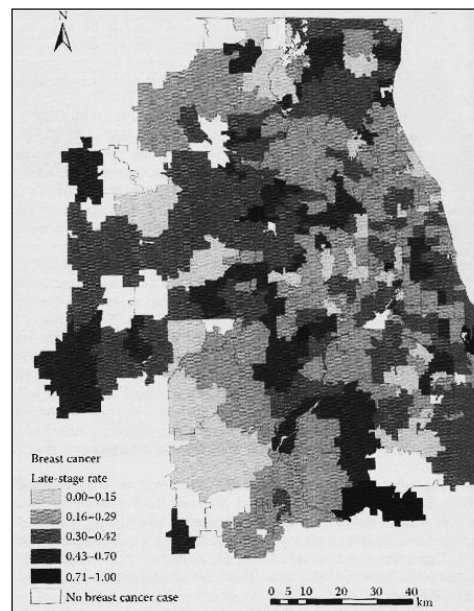 N
Breast cancer
Late-stage rate
0.00–0.15
0.16–0.29
0.30–0.42
0.43–0.70
0.71–1.00
No breast cancer case
0 5 10 20 30 40
km